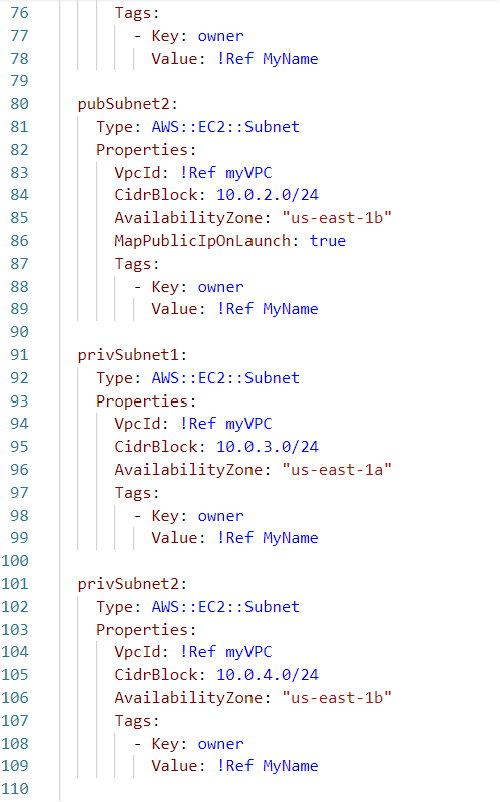 76 Tags:
77 - Key: owner
78 Value: !Ref MyName
79
80 pubSubnet2:
81 Type: AWS::EC2::Subnet
82 Properties:
83 VpcId: !Ref myVPC
84 CidrBlock: 10.0.2.0/24
85 AvailabilityZone: "us-east-1b"
86 MapPublicIpOnLaunch: true
87 Tags:
88 - Key: owner
89 Value: !Ref MyName
90
91 privSubnet1:
92 Type: AWS::EC2::Subnet
93 Properties:
94 VpcId: !Ref myVPC
95 CidrBlock: 10.0.3.0/24
96 AvailabilityZone: "us-east-1a"
97 Tags:
98 - Key: owner
99 Value: !Ref MyName
100
101 privSubnet2:
102 Type: AWS::EC2::Subnet
103 Properties:
104 VpcId: !Ref myVPC
105 CidrBlock: 10.0.4.0/24
106 AvailabilityZone: "us-east-1b"
107 Tags:
108 - Key: owner
109 Value: !Ref MyName
110